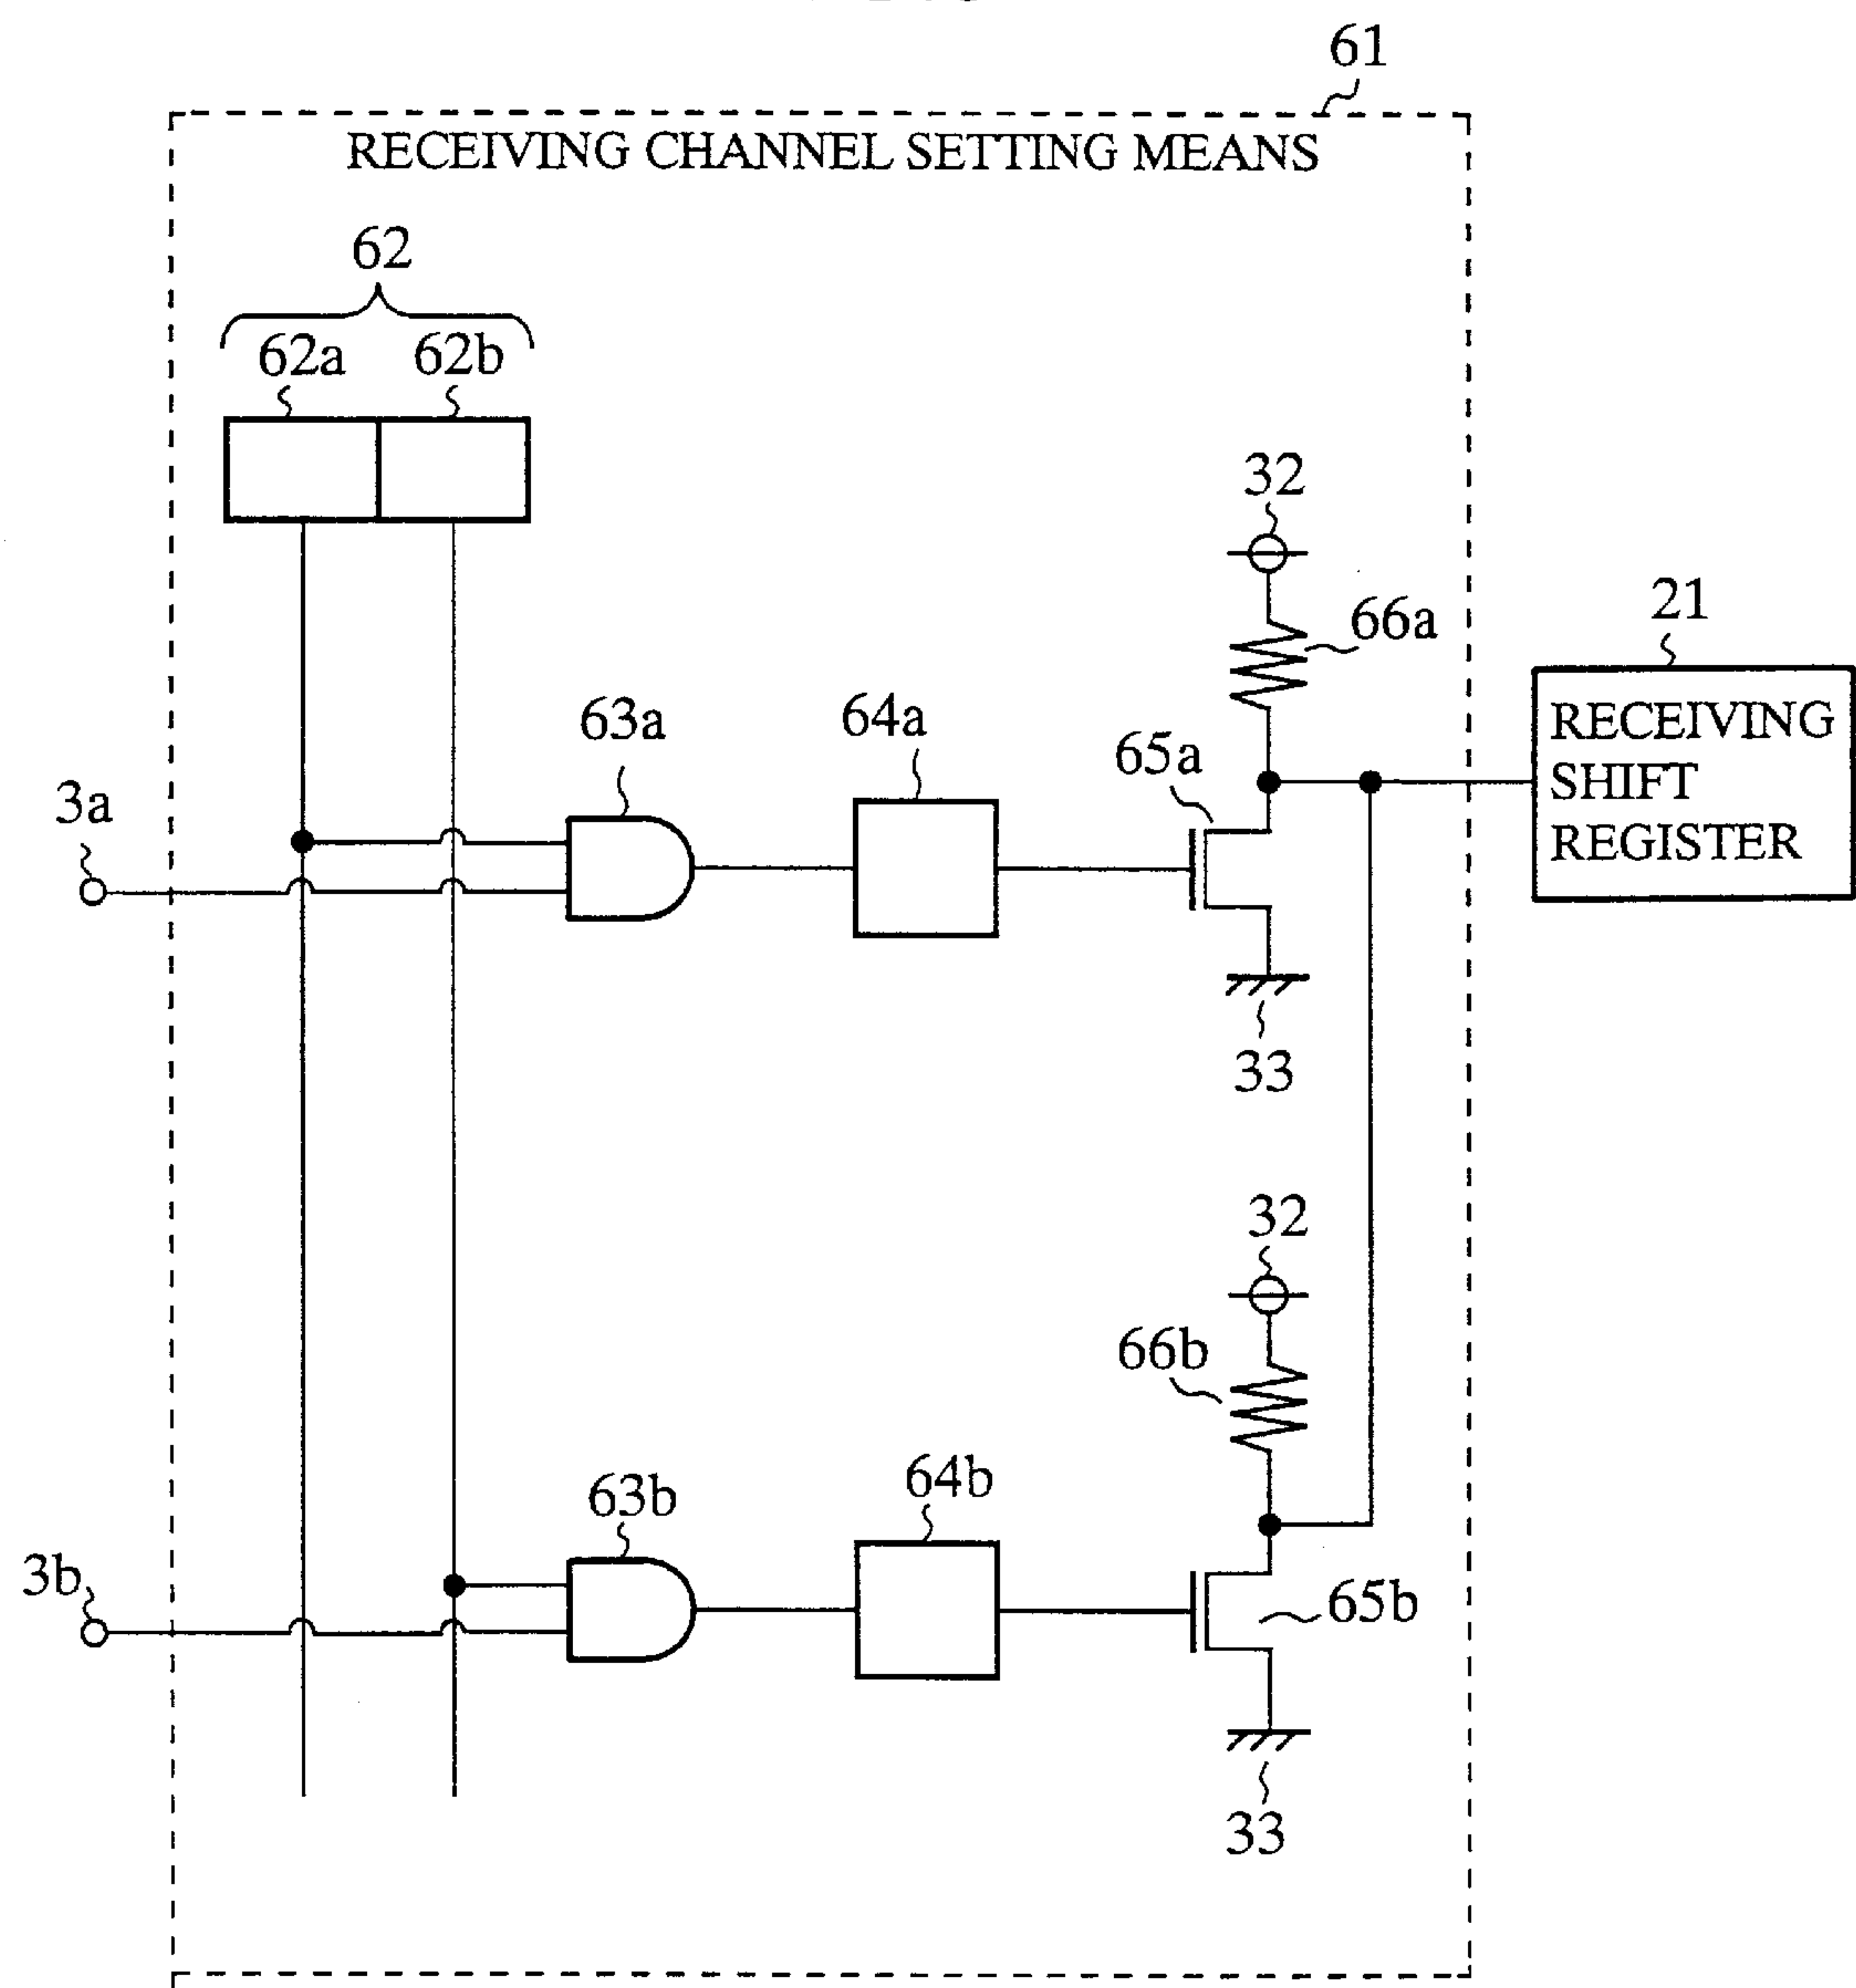 61
RECEIVING CHANNEL SETTING MEANS
62
62a 62b
32
66a
21
RECEIVING
SHIFT
REGISTER
63a
64a
65a
3a
33
32
66b
63b
64b
3b
65b
33